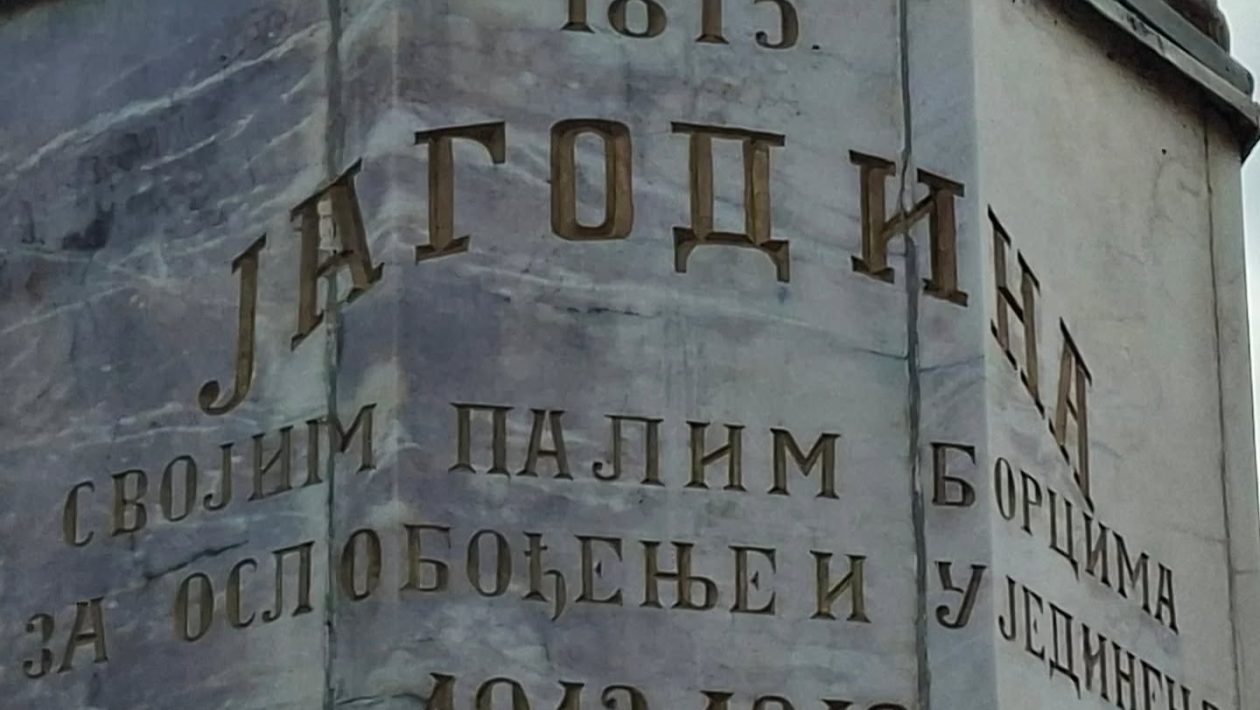 1815.
ЈАГОДИНА
СВОЈИМ ПАЛИМ БОРЦИМА
ЗА ОСЛОБОЂЕЊЕ И УЈЕДИЊЕЊЕ